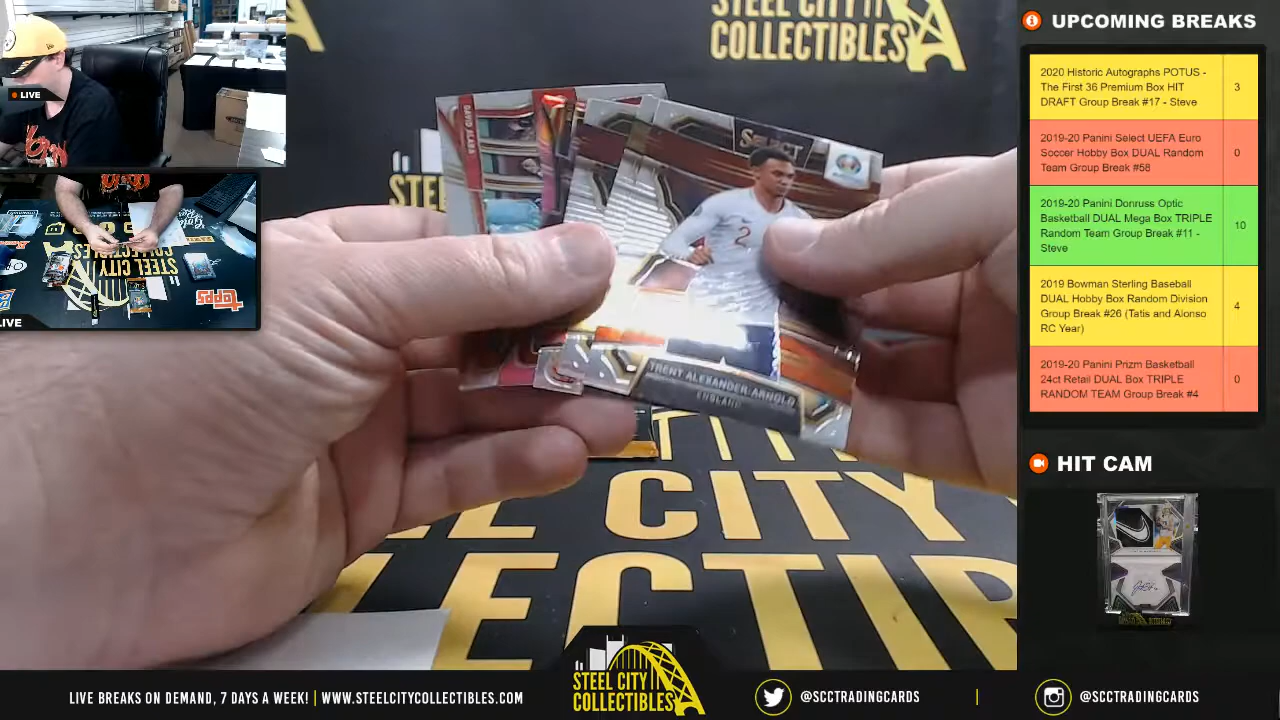 LIVE
LIVE
STEEL CITY
COLLECTIBLES
STEEL CITY
COLLECTIBLES
Topps
DAVID ALABA
SELECT
2
TRENT ALEXANDER-ARNOLD
ENGLAND
UPCOMING BREAKS
2020 Historic Autographs POTUS -
The First 36 Premium Box HIT
DRAFT Group Break #17 - Steve
3
2019-20 Panini Select UEFA Euro
Soccer Hobby Box DUAL Random
Team Group Break #58
0
2019-20 Panini Donruss Optic
Basketball DUAL Mega Box TRIPLE
Random Team Group Break #11 -
Steve
10
2019 Bowman Sterling Baseball
DUAL Hobby Box Random Division
Group Break #26 (Tatis and Alonso
RC Year)
4
2019-20 Panini Prizm Basketball
24ct Retail DUAL Box TRIPLE
RANDOM TEAM Group Break #4
0
HIT CAM
LIVE BREAKS ON DEMAND, 7 DAYS A WEEK! | WWW.STEELCITYCOLLECTIBLES.COM
STEEL CITY
COLLECTIBLES
@SCCTRADINGCARDS
|
@SCCTRADINGCARDS